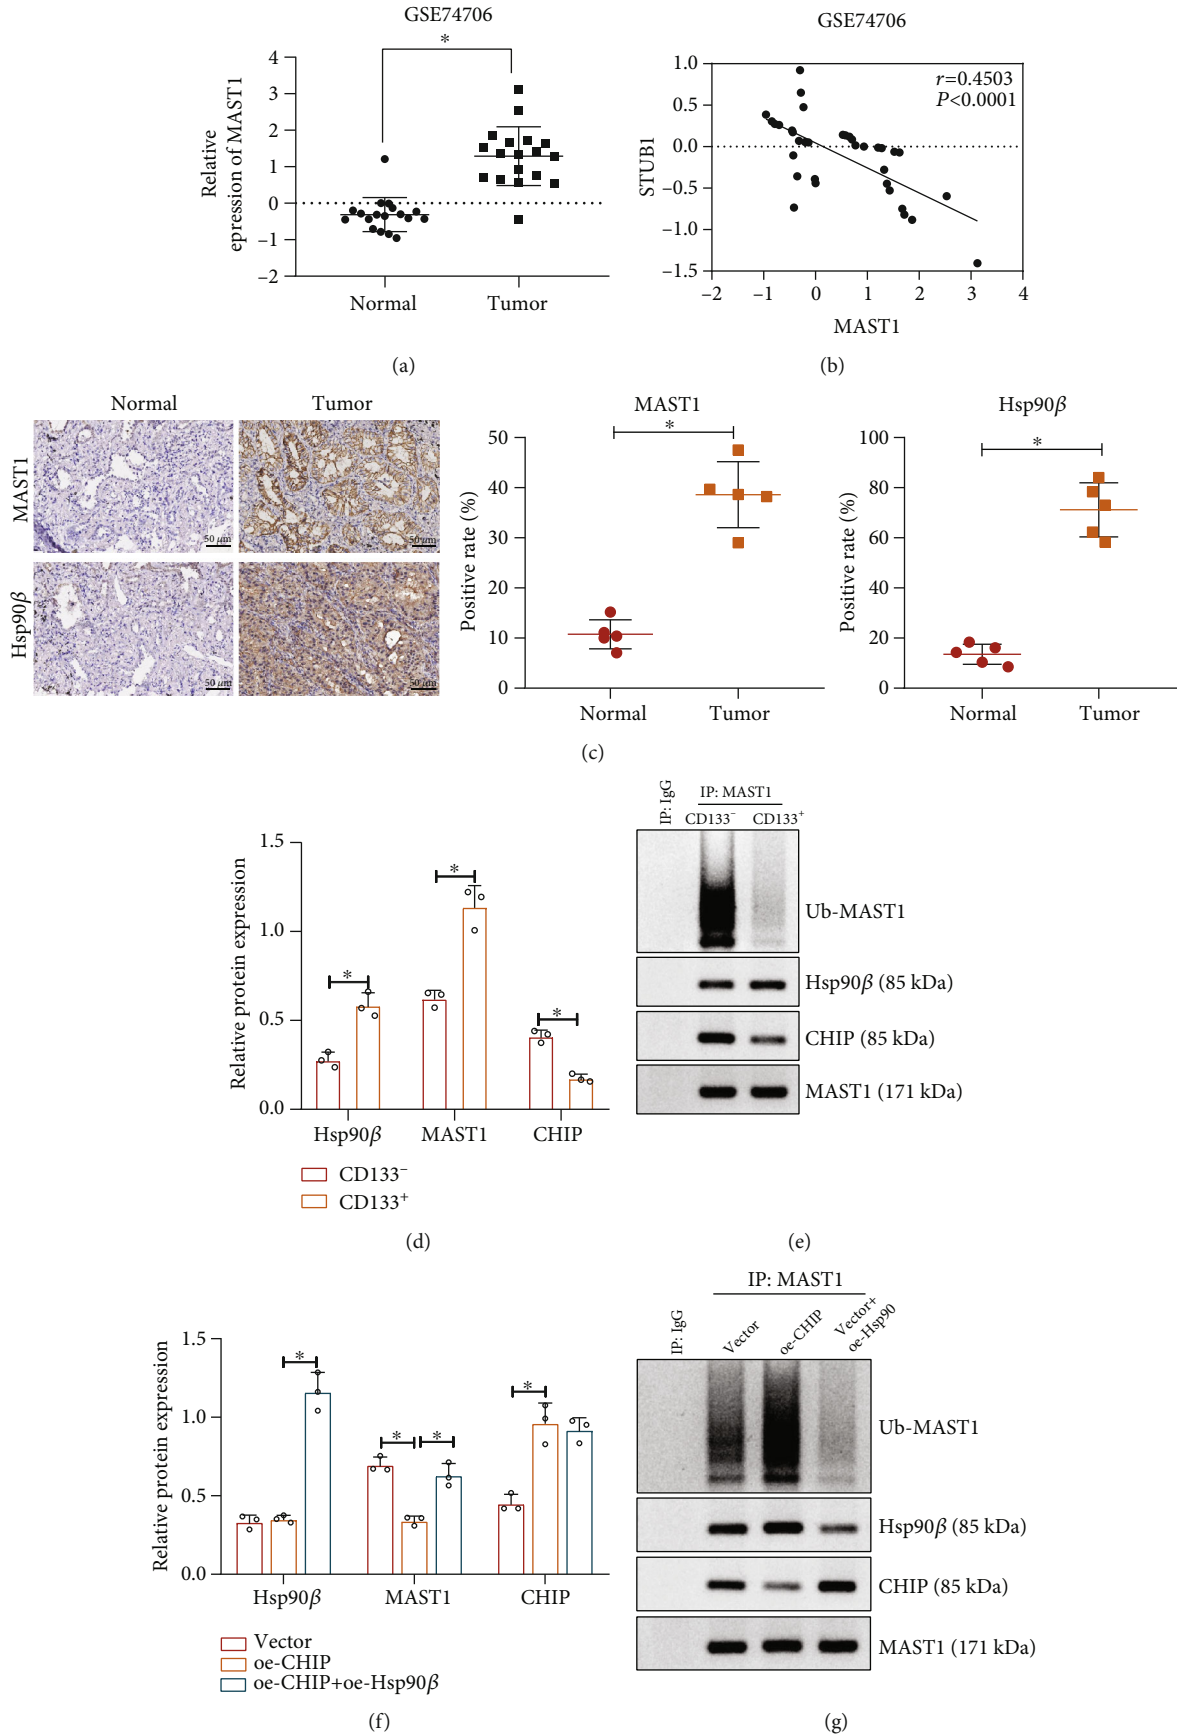 GSE74706
*
Relative
epression of MAST1
4
3
2
1
0
−1
−2
Normal
Tumor
(a)
GSE74706
r=0.4503
P<0.0001
STUB1
1.0
0.5
0.0
−0.5
−1.0
−1.5
−2
−1
0
1
2
3
4
MAST1
(b)
Normal
Tumor
MAST1
Hsp90β
50 μm
50 μm
50 μm
50 μm
MAST1
*
Positive rate (%)
50
40
30
20
10
0
Normal
Tumor
Hsp90β
*
Positive rate (%)
100
80
60
40
20
0
Normal
Tumor
(c)
Relative protein expression
1.5
1.0
0.5
0.0
*
*
*
Hsp90β
MAST1
CHIP
CD133⁻
CD133⁺
(d)
IP: IgG
IP: MAST1
CD133⁻
CD133⁺
Ub-MAST1
Hsp90β (85 kDa)
CHIP (85 kDa)
MAST1 (171 kDa)
(e)
Relative protein expression
1.5
1.0
0.5
0.0
*
*
*
*
Hsp90β
MAST1
CHIP
Vector
oe-CHIP
oe-CHIP+oe-Hsp90β
(f)
IP: MAST1
IP: IgG
Vector
oe-CHIP
Vector+
oe-Hsp90
Ub-MAST1
Hsp90β (85 kDa)
CHIP (85 kDa)
MAST1 (171 kDa)
(g)